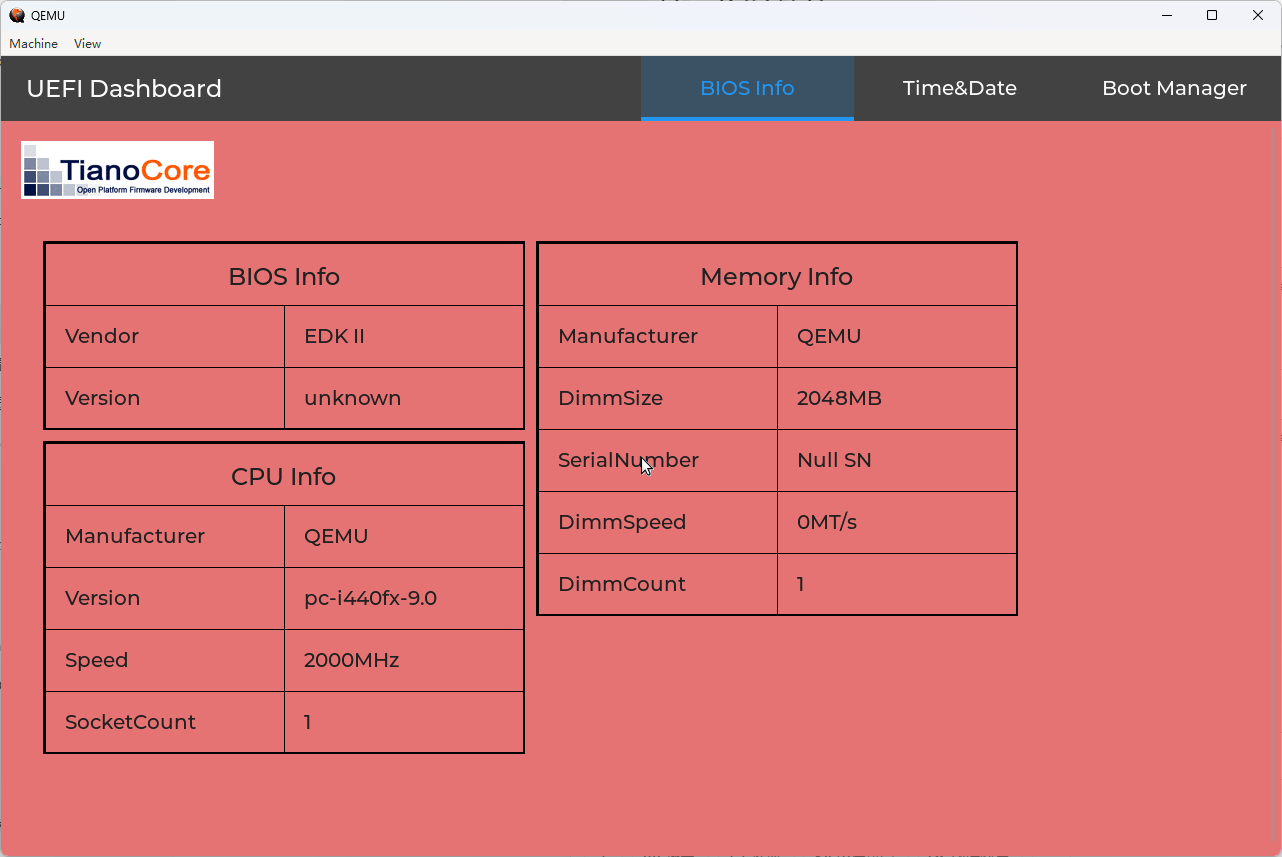 QEMU
Machine View
UEFI Dashboard BIOS Info Time&Date Boot Manager
TianoCore
Open Platform Firmware Development
BIOS Info
Vendor EDK II
Version unknown
CPU Info
Manufacturer QEMU
Version pc-i440fx-9.0
Speed 2000MHz
SocketCount 1
Memory Info
Manufacturer QEMU
DimmSize 2048MB
SerialNumber Null SN
DimmSpeed 0MT/s
DimmCount 1